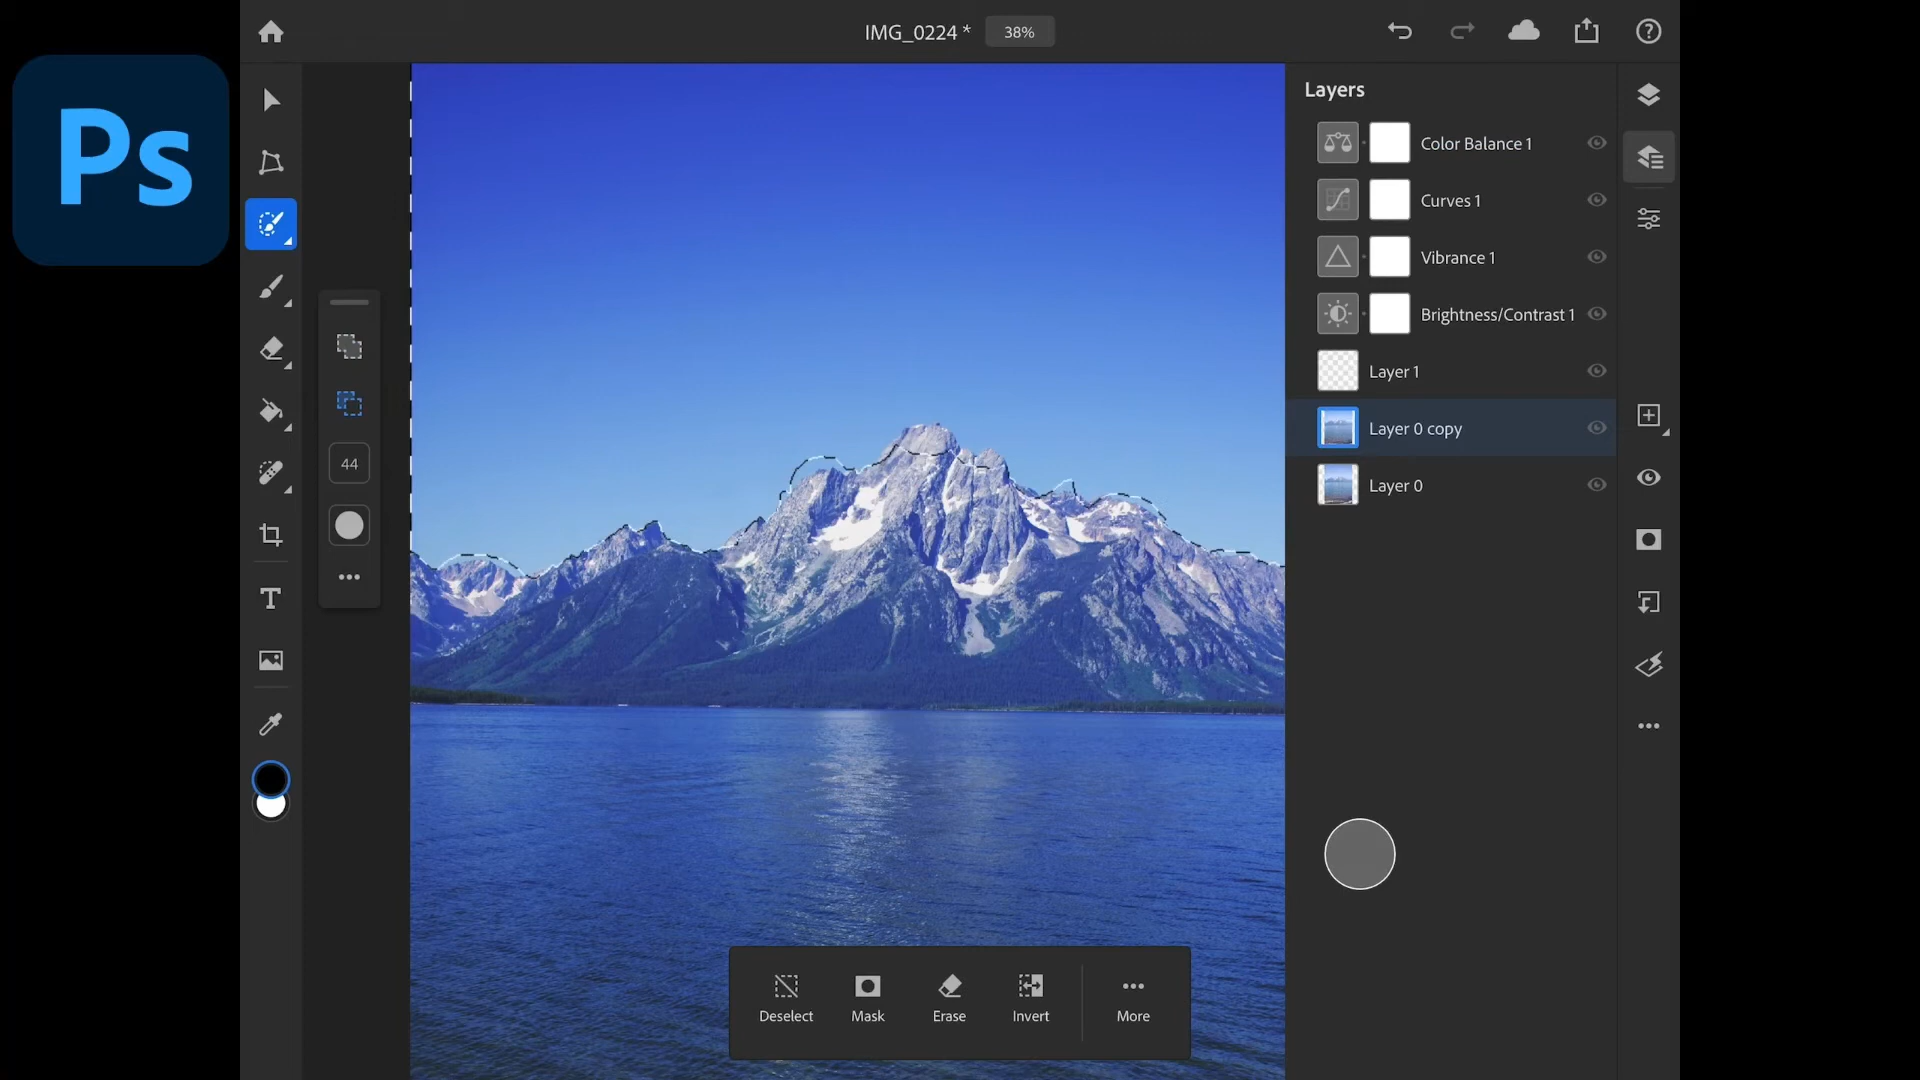 Ps
IMG_0224 *
38%
Layers
Color Balance 1
Curves 1
Vibrance 1
Brightness/Contrast 1
Layer 1
Layer 0 copy
Layer 0
44
Deselect
Mask
Erase
Invert
More